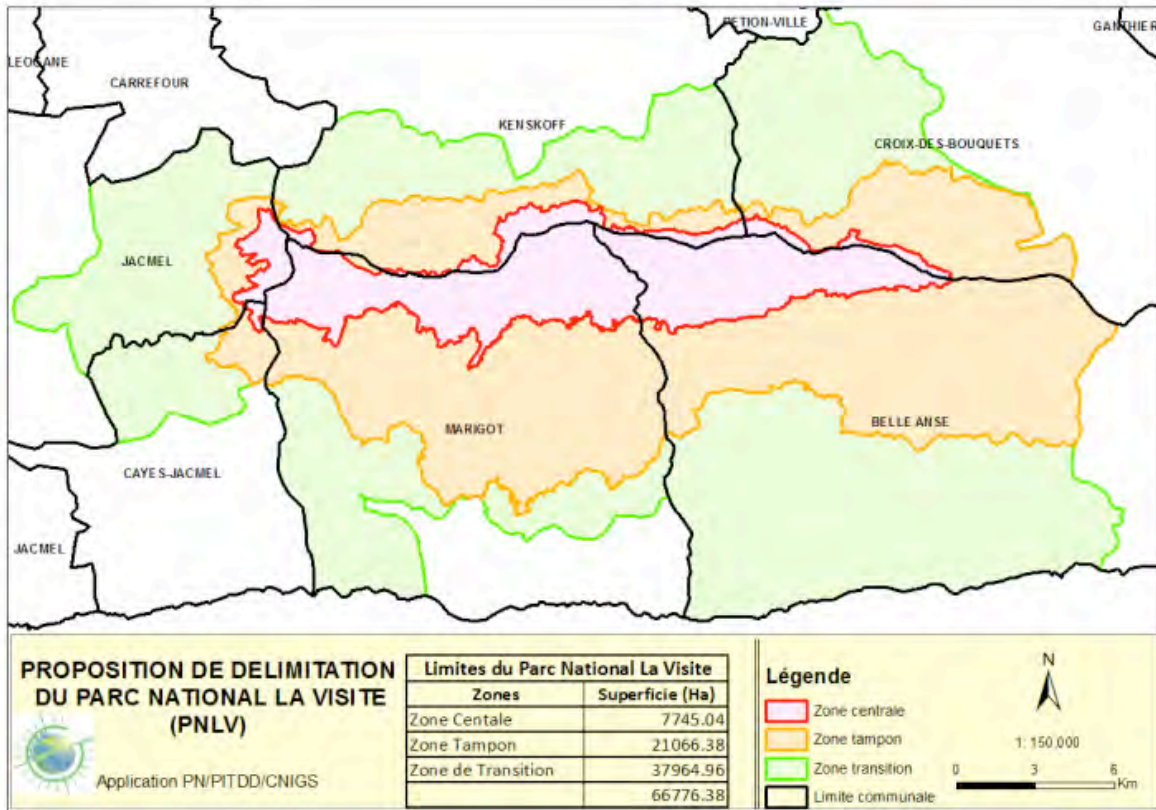 PETION-VILLE
GANTHIER
LEOGANE
CARREFOUR
KENSKOFF
CROIX-DES-BOUQUETS
JACMEL
MARIGOT
BELLE ANSE
CAYES-JACMEL
JACMEL
PROPOSITION DE DELIMITATION
DU PARC NATIONAL LA VISITE
(PNLV)
Application PN/PITDD/CNIGS
Limites du Parc National La Visite
Zones Superficie (Ha)
Zone Centale 7745.04
Zone Tampon 21066.38
Zone de Transition 37964.96
66776.38
Légende
Zone centrale
Zone tampon
Zone transition
Limite communale
N
1: 150,000
0 3 6
Km